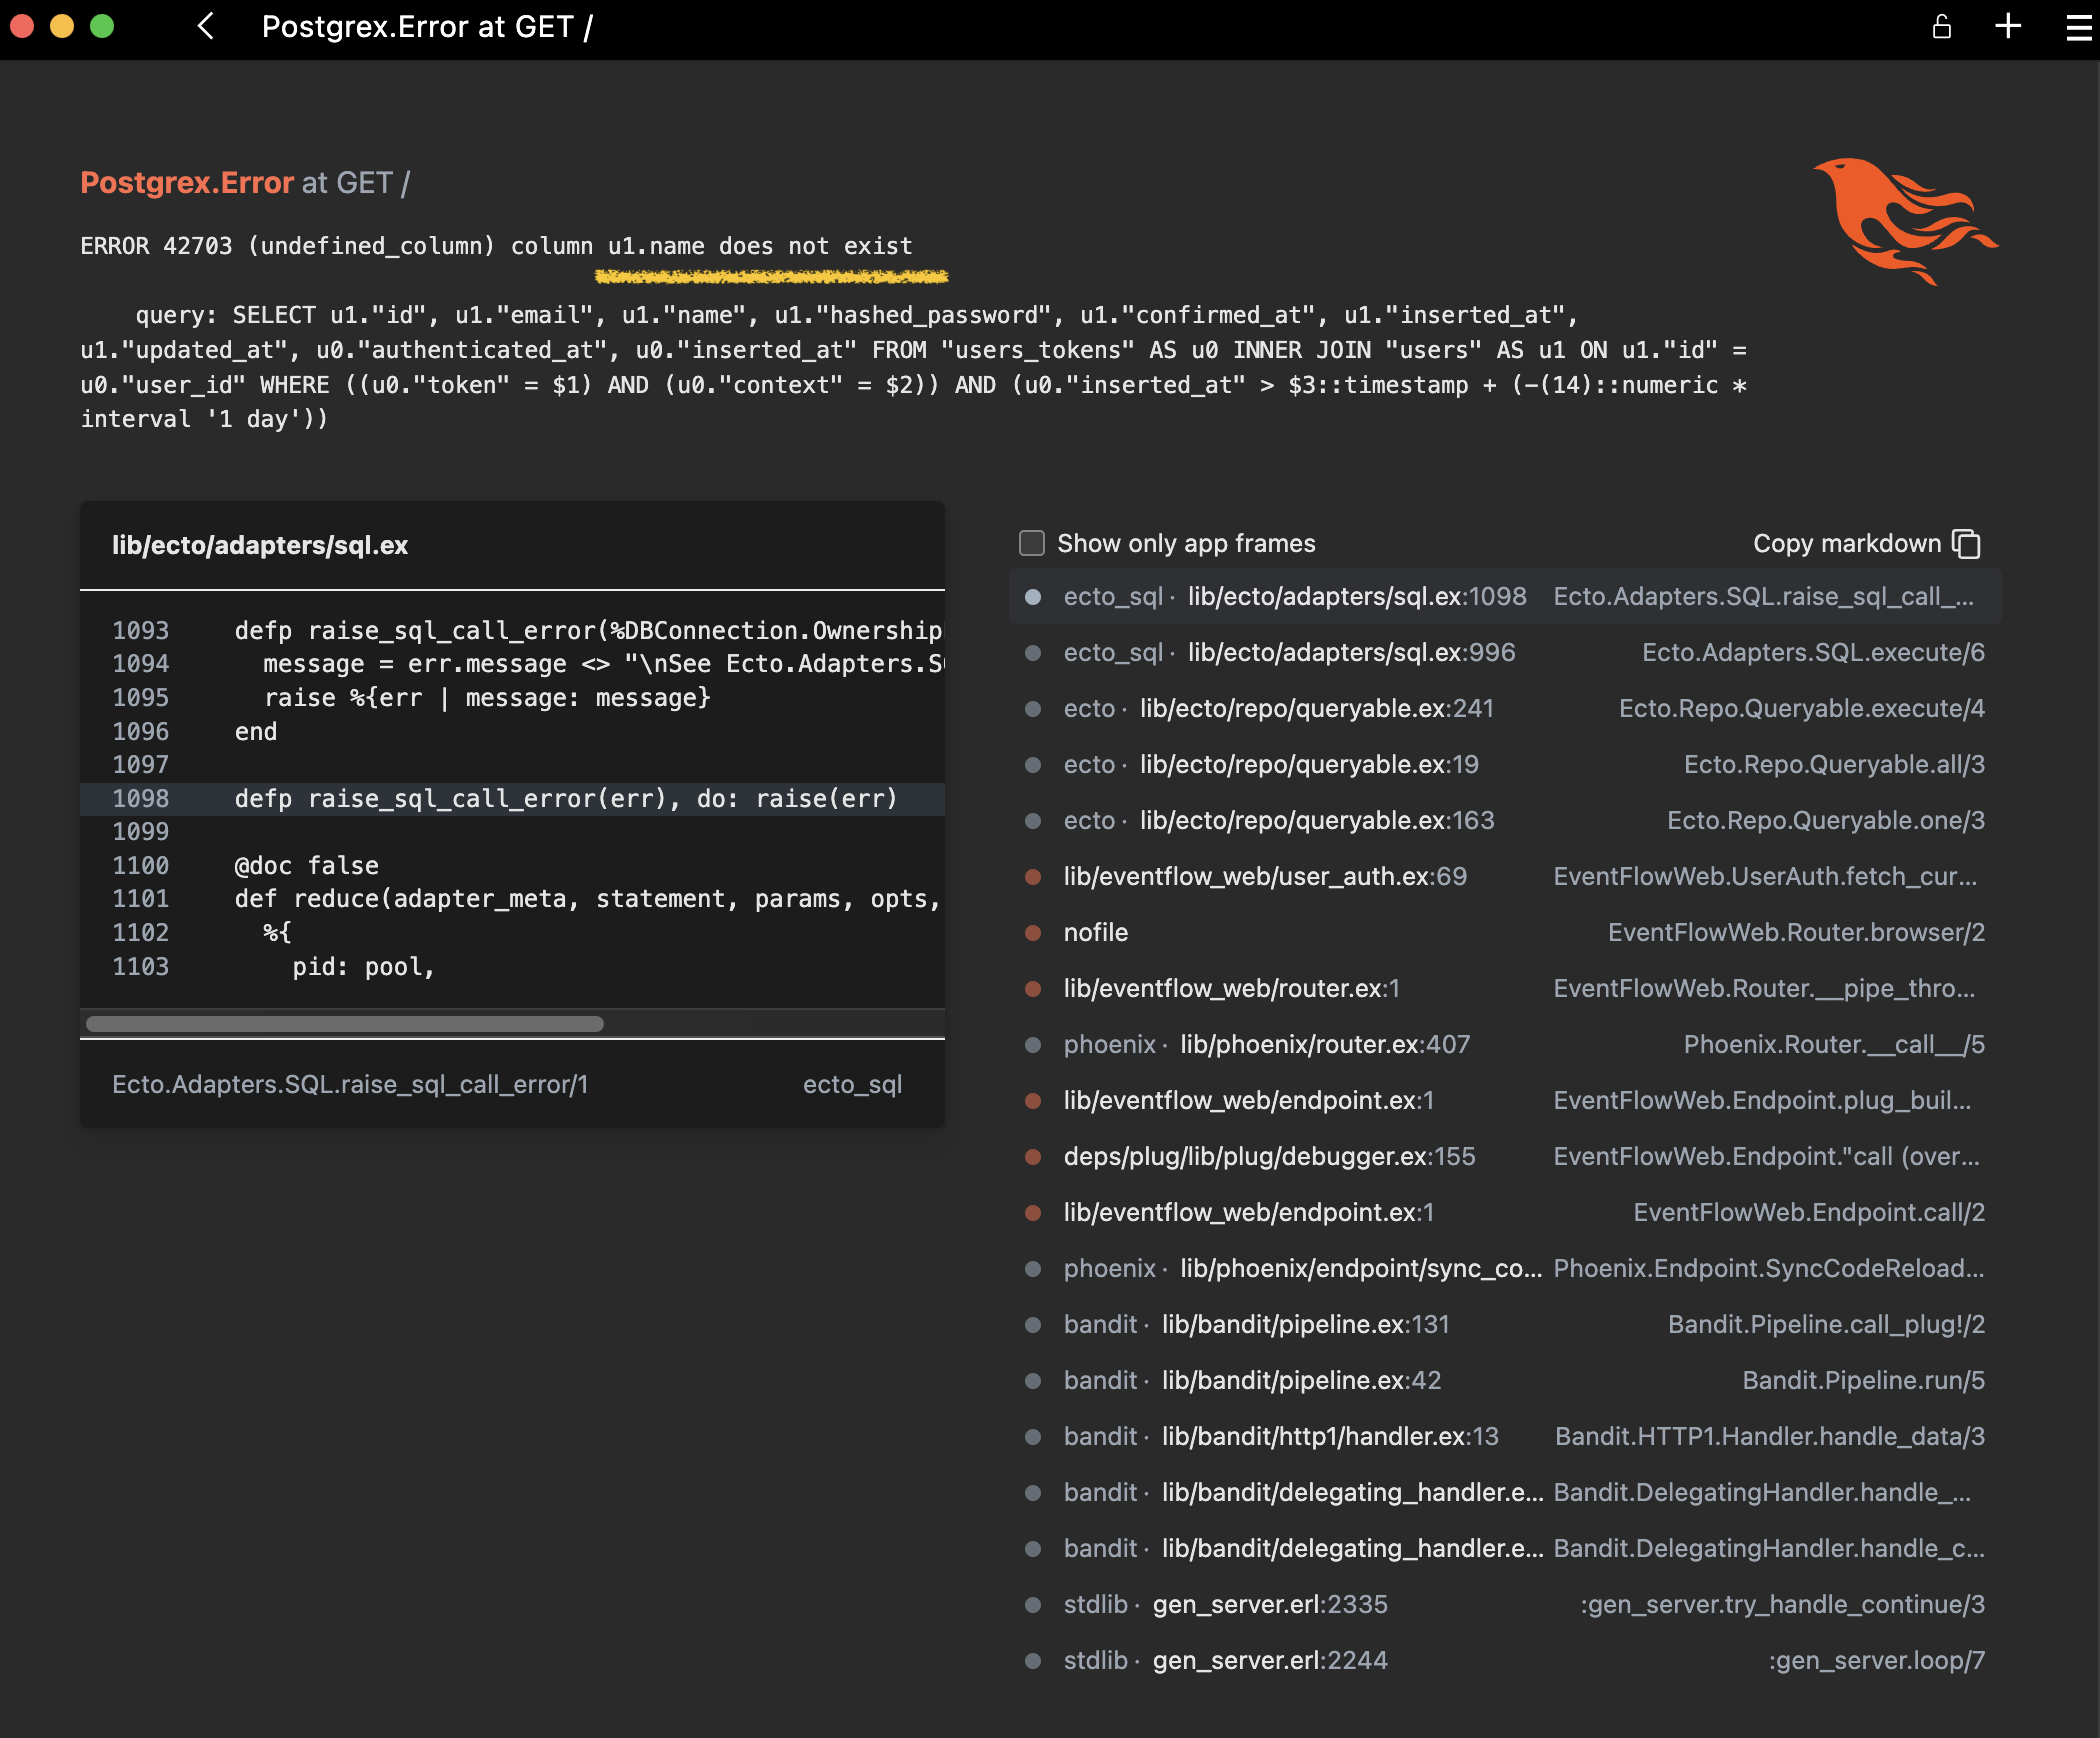 Postgrex.Error at GET /
Postgrex.Error at GET /
ERROR 42703 (undefined_column) column u1.name does not exist
query: SELECT u1."id", u1."email", u1."name", u1."hashed_password", u1."confirmed_at", u1."inserted_at",
u1."updated_at", u0."authenticated_at", u0."inserted_at" FROM "users_tokens" AS u0 INNER JOIN "users" AS u1 ON u1."id" =
u0."user_id" WHERE ((u0."token" = $1) AND (u0."context" = $2)) AND (u0."inserted_at" > $3::timestamp + (-(14)::numeric *
interval '1 day'))
lib/ecto/adapters/sql.ex
1093 defp raise_sql_call_error(%DBConnection.Ownership
1094 message = err.message <> "\nSee Ecto.Adapters.S
1095 raise %{err | message: message}
1096 end
1097
1098 defp raise_sql_call_error(err), do: raise(err)
1099
1100 @doc false
1101 def reduce(adapter_meta, statement, params, opts,
1102 %{
1103 pid: pool,
Ecto.Adapters.SQL.raise_sql_call_error/1 ecto_sql
Show only app frames Copy markdown
ecto_sql · lib/ecto/adapters/sql.ex:1098 Ecto.Adapters.SQL.raise_sql_call_...
ecto_sql · lib/ecto/adapters/sql.ex:996 Ecto.Adapters.SQL.execute/6
ecto · lib/ecto/repo/queryable.ex:241 Ecto.Repo.Queryable.execute/4
ecto · lib/ecto/repo/queryable.ex:19 Ecto.Repo.Queryable.all/3
ecto · lib/ecto/repo/queryable.ex:163 Ecto.Repo.Queryable.one/3
lib/eventflow_web/user_auth.ex:69 EventFlowWeb.UserAuth.fetch_cur...
nofile EventFlowWeb.Router.browser/2
lib/eventflow_web/router.ex:1 EventFlowWeb.Router.__pipe_thro...
phoenix · lib/phoenix/router.ex:407 Phoenix.Router.__call__/5
lib/eventflow_web/endpoint.ex:1 EventFlowWeb.Endpoint.plug_buil...
deps/plug/lib/plug/debugger.ex:155 EventFlowWeb.Endpoint."call (over...
lib/eventflow_web/endpoint.ex:1 EventFlowWeb.Endpoint.call/2
phoenix · lib/phoenix/endpoint/sync_co... Phoenix.Endpoint.SyncCodeReload...
bandit · lib/bandit/pipeline.ex:131 Bandit.Pipeline.call_plug!/2
bandit · lib/bandit/pipeline.ex:42 Bandit.Pipeline.run/5
bandit · lib/bandit/http1/handler.ex:13 Bandit.HTTP1.Handler.handle_data/3
bandit · lib/bandit/delegating_handler.e... Bandit.DelegatingHandler.handle_...
bandit · lib/bandit/delegating_handler.e... Bandit.DelegatingHandler.handle_c...
stdlib · gen_server.erl:2335 :gen_server.try_handle_continue/3
stdlib · gen_server.erl:2244 :gen_server.loop/7